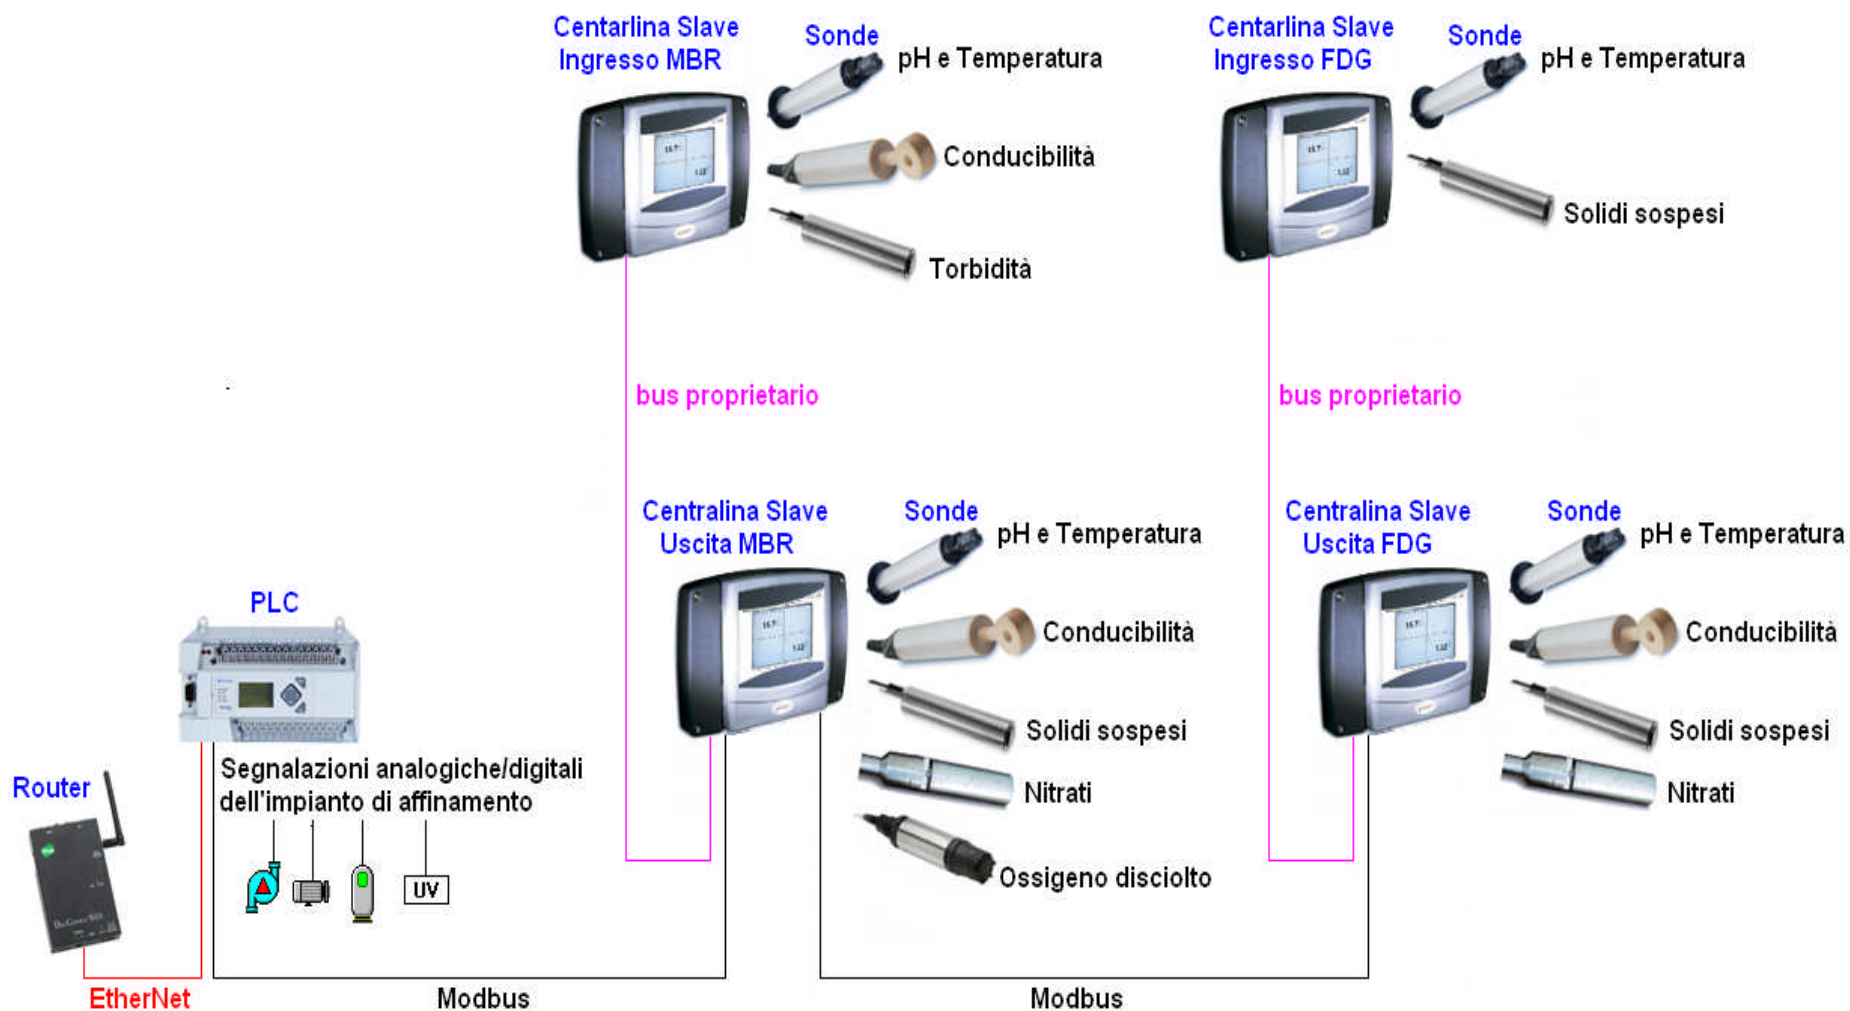 Centarlina Slave
Ingresso MBR
Sonde
pH e Temperatura
Conducibilità
Torbidità
Centarlina Slave
Ingresso FDG
Sonde
pH e Temperatura
Solidi sospesi
bus proprietario
bus proprietario
Centralina Slave
Uscita MBR
Sonde
pH e Temperatura
Conducibilità
Solidi sospesi
Nitrati
Ossigeno disciolto
Centralina Slave
Uscita FDG
Sonde
pH e Temperatura
Conducibilità
Solidi sospesi
Nitrati
PLC
Segnalazioni analogiche/digitali
dell'impianto di affinamento
UV
Router
EtherNet
Modbus
Modbus